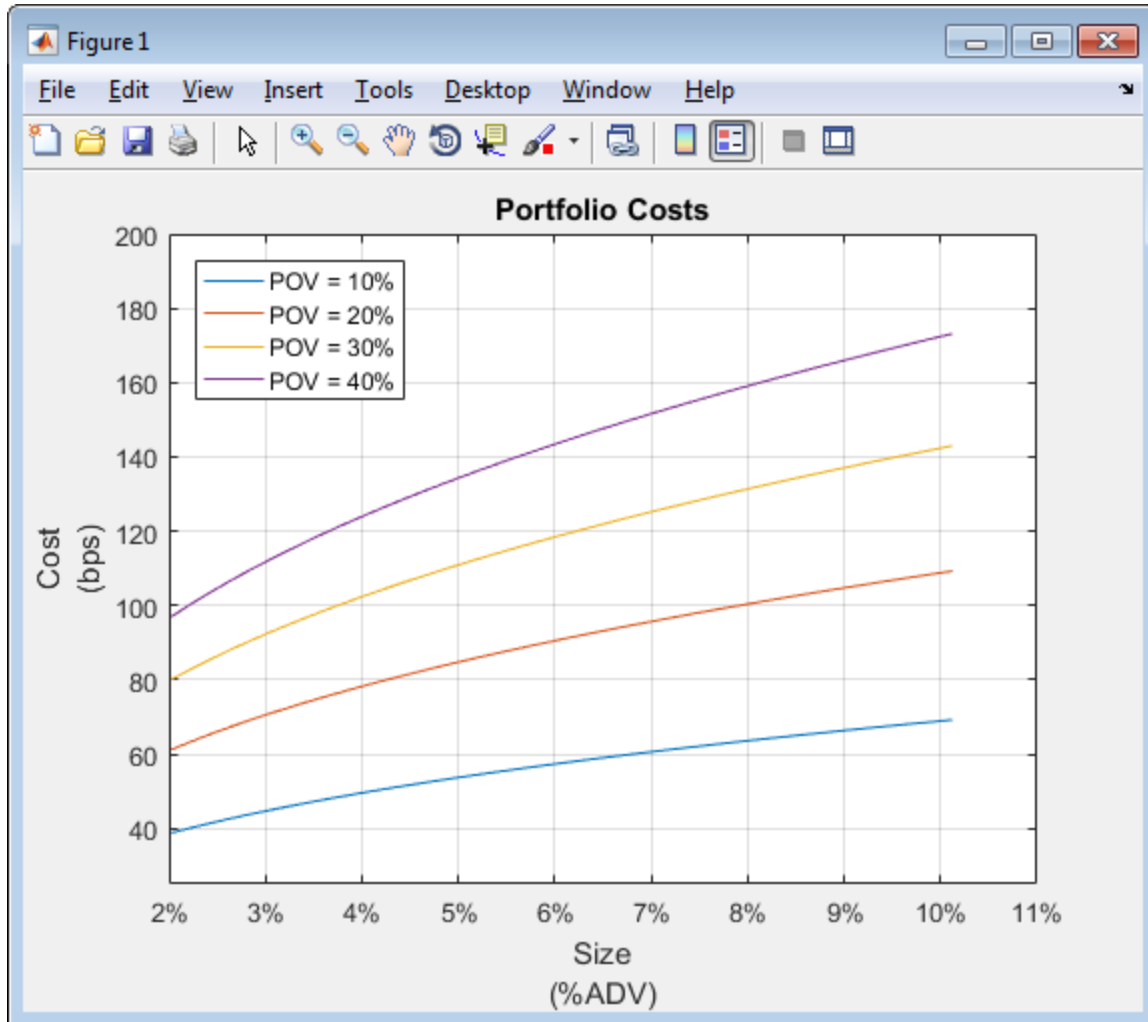 Figure 1
File Edit View Insert Tools Desktop Window Help
Portfolio Costs
200
180
160
140
120
100
80
60
40
POV = 10%
POV = 20%
POV = 30%
POV = 40%
Cost
(bps)
2% 3% 4% 5% 6% 7% 8% 9% 10% 11%
Size
(%ADV)